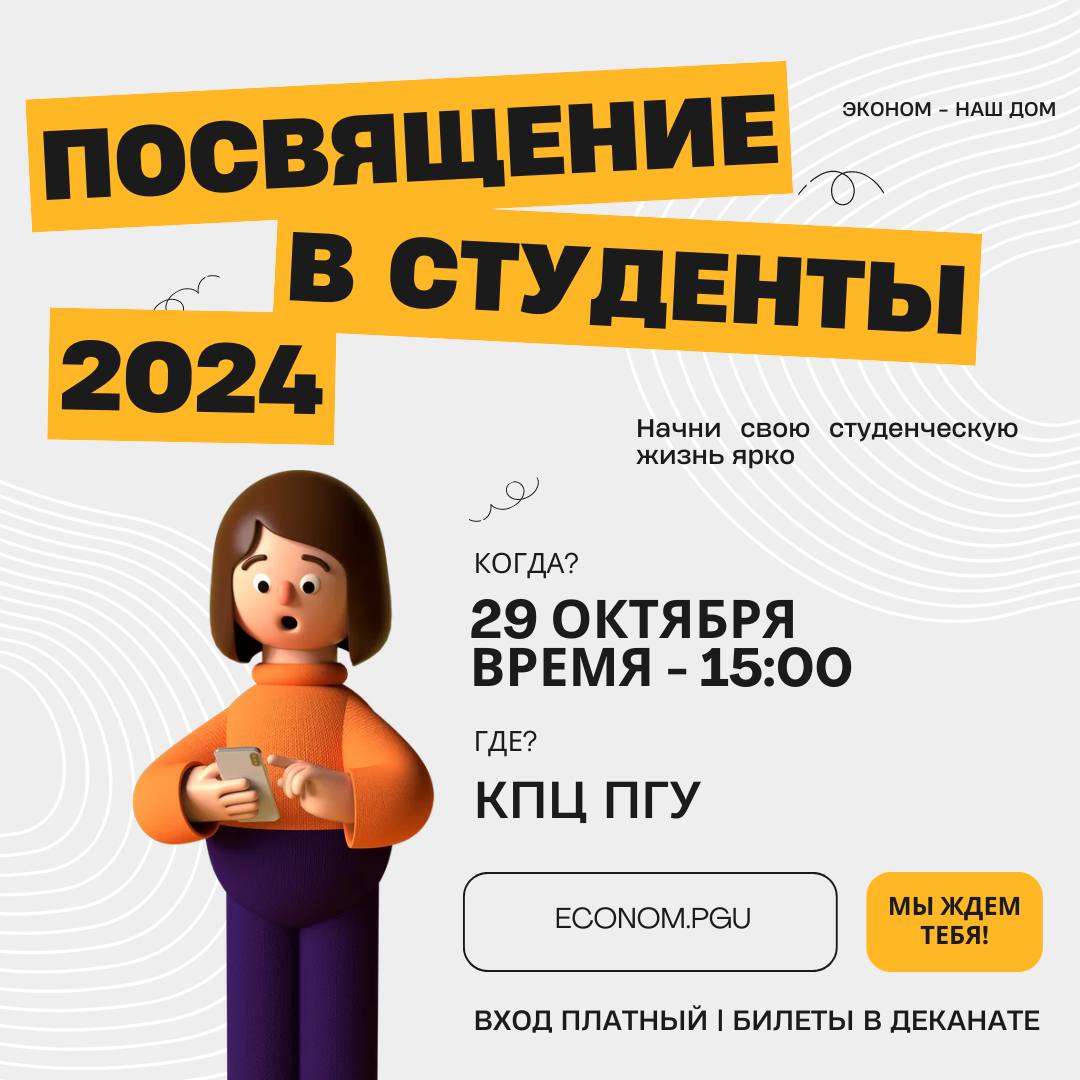 ЭКОНОМ – НАШ ДОМ
ПОСВЯЩЕНИЕ
В СТУДЕНТЫ
2024
Начни свою студенческую
жизнь ярко
КОГДА?
29 ОКТЯБРЯ
ВРЕМЯ – 15:00
ГДЕ?
КПЦ ПГУ
ECONOM.PGU
МЫ ЖДЕМ
ТЕБЯ!
ВХОД ПЛАТНЫЙ | БИЛЕТЫ В ДЕКАНАТЕ